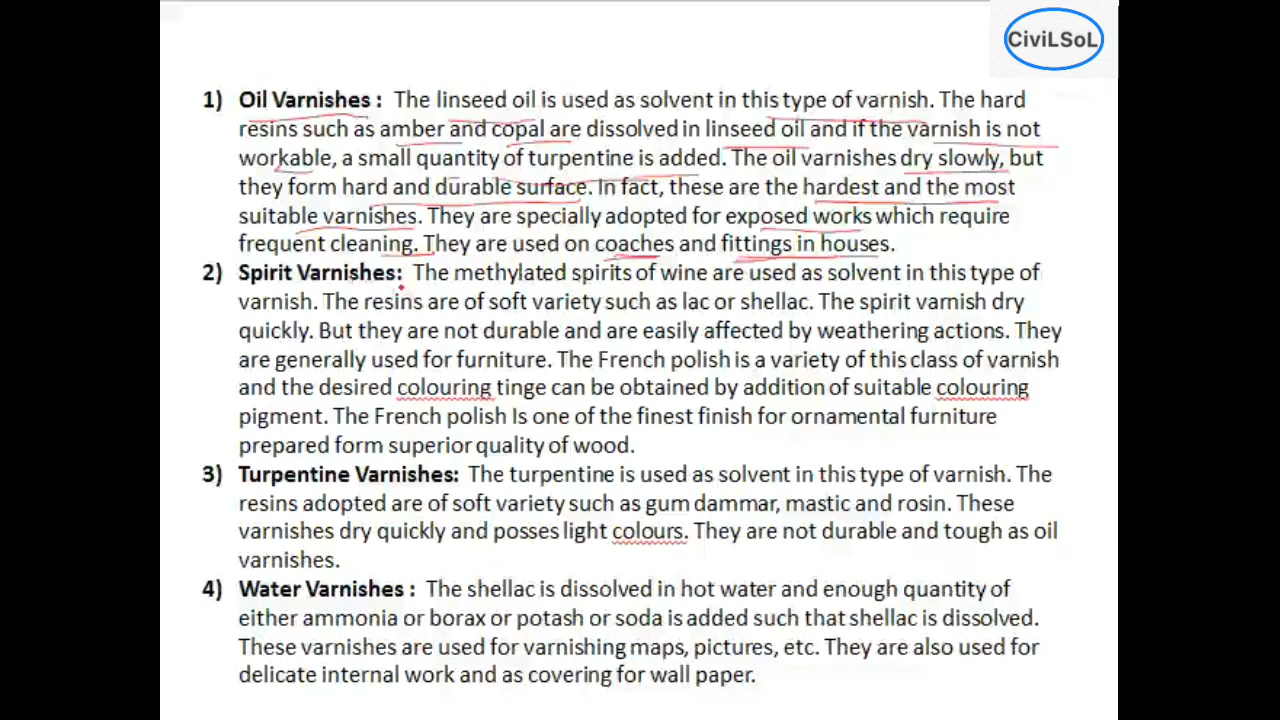 CiviLSoL
1) Oil Varnishes : The linseed oil is used as solvent in this type of varnish. The hard
resins such as amber and copal are dissolved in linseed oil and if the varnish is not
workable, a small quantity of turpentine is added. The oil varnishes dry slowly, but
they form hard and durable surface. In fact, these are the hardest and the most
suitable varnishes. They are specially adopted for exposed works which require
frequent cleaning. They are used on coaches and fittings in houses.
2) Spirit Varnishes: The methylated spirits of wine are used as solvent in this type of
varnish. The resins are of soft variety such as lac or shellac. The spirit varnish dry
quickly. But they are not durable and are easily affected by weathering actions. They
are generally used for furniture. The French polish is a variety of this class of varnish
and the desired colouring tinge can be obtained by addition of suitable colouring
pigment. The French polish Is one of the finest finish for ornamental furniture
prepared form superior quality of wood.
3) Turpentine Varnishes: The turpentine is used as solvent in this type of varnish. The
resins adopted are of soft variety such as gum dammar, mastic and rosin. These
varnishes dry quickly and posses light colours. They are not durable and tough as oil
varnishes.
4) Water Varnishes : The shellac is dissolved in hot water and enough quantity of
either ammonia or borax or potash or soda is added such that shellac is dissolved.
These varnishes are used for varnishing maps, pictures, etc. They are also used for
delicate internal work and as covering for wall paper.